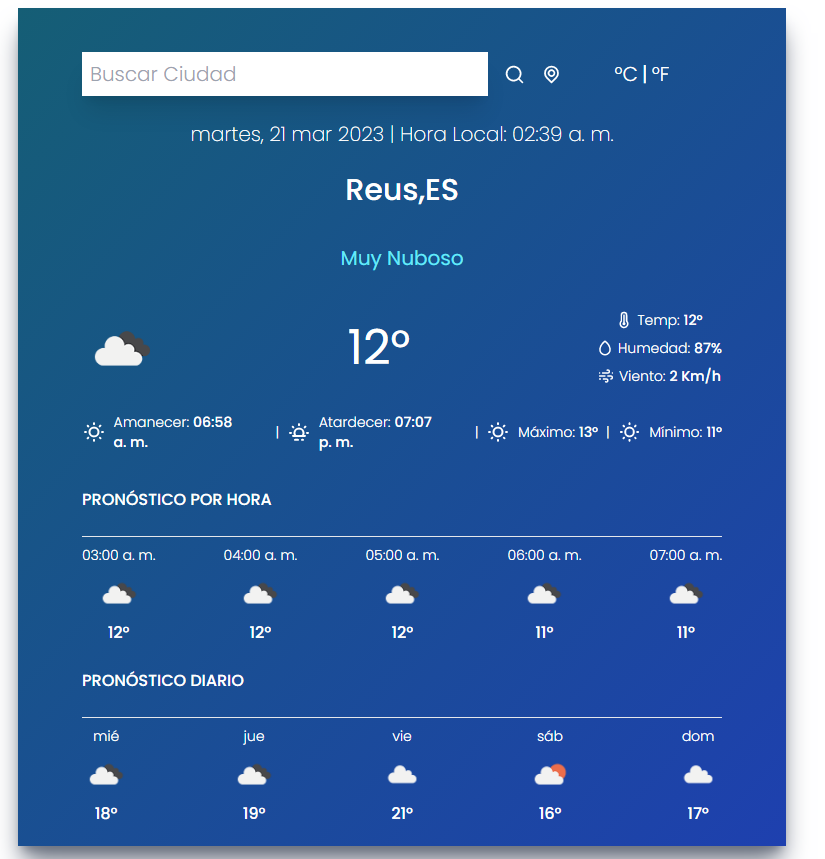 Buscar Ciudad
ºC | ºF
martes, 21 mar 2023 | Hora Local: 02:39 a. m.
Reus,ES
Muy Nuboso
12º
Temp: 12º
Humedad: 87%
Viento: 2 Km/h
Amanecer: 06:58 a. m. | Atardecer: 07:07 p. m. | Máximo: 13º | Mínimo: 11º
PRONÓSTICO POR HORA
03:00 a. m. 04:00 a. m. 05:00 a. m. 06:00 a. m. 07:00 a. m.
12º 12º 12º 11º 11º
PRONÓSTICO DIARIO
mié jue vie sáb dom
18º 19º 21º 16º 17º